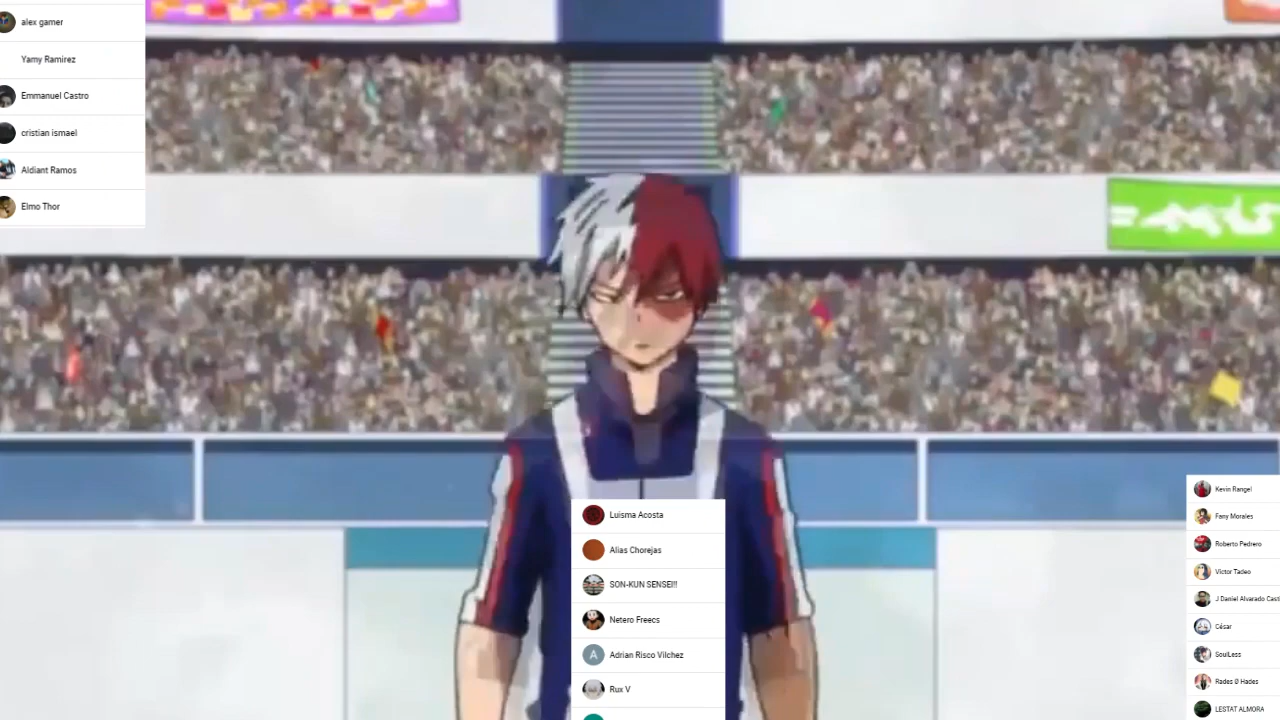 alex gamer
Yamy Ramirez
Emmanuel Castro
cristian ismael
Aldiant Ramos
Elmo Thor
Luisma Acosta
Alias Chorejas
SON-KUN SENSEI!!
Netero Freecs
A
Adrian Risco Vilchez
Rux V
Kevin Rangel
Fany Morales
Roberto Pedrero
Victor Tadeo
J Daniel Alvarado Cast
César
SoulLess
Rades Ø Hades
LESTAT ALMORA